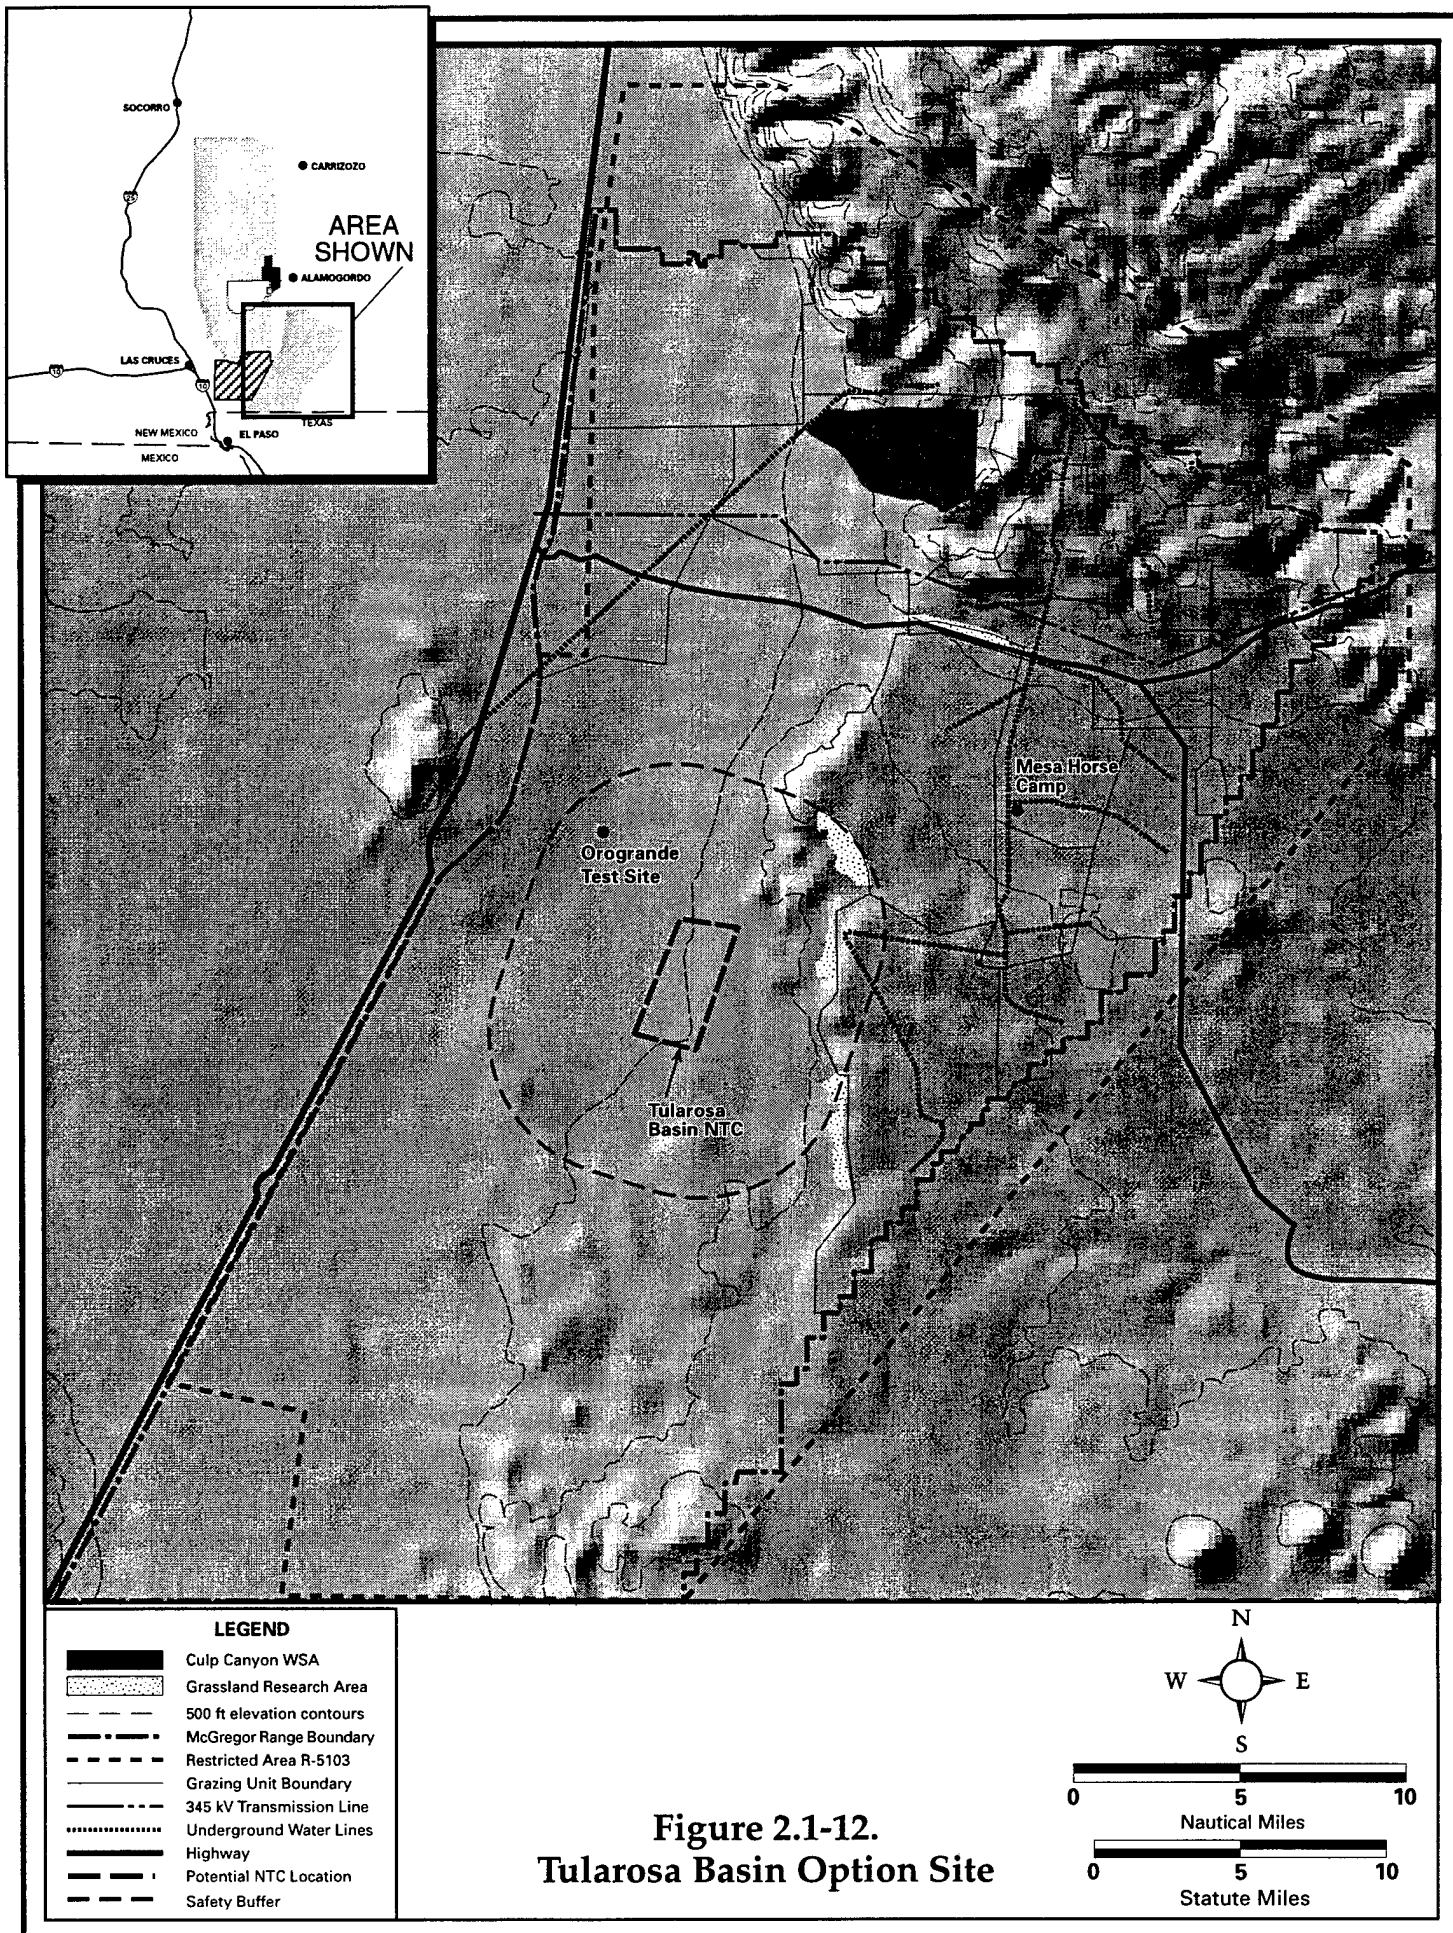 SOCORRO
CARRIZOZO
25
AREA
SHOWN
ALAMOGORDO
LAS CRUCES
10
10
TEXAS
NEW MEXICO
EL PASO
MEXICO
Mesa Horse
Camp
Orogrande
Test Site
Tularosa
Basin NTC
LEGEND
Culp Canyon WSA
Grassland Research Area
500 ft elevation contours
McGregor Range Boundary
Restricted Area R-5103
Grazing Unit Boundary
345 kV Transmission Line
Underground Water Lines
Highway
Potential NTC Location
Safety Buffer
Figure 2.1-12.
Tularosa Basin Option Site
N
W E
S
0 5 10
Nautical Miles
0 5 10
Statute Miles